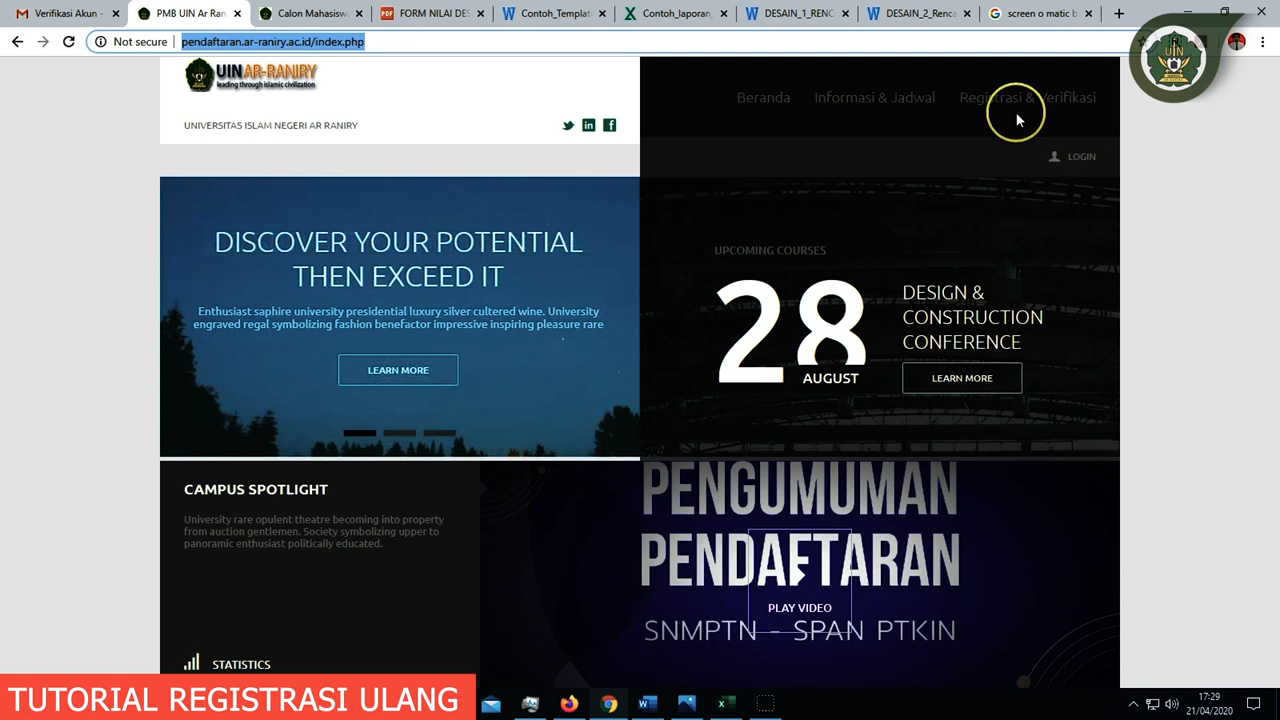 Verifikasi Akun -
PMB UIN Ar Ran
Calon Mahasisw
FORM NILAI DES
Contoh_Templat
Contoh_laporan_
DESAIN_1_RENC
DESAIN_2_Renca
screen o matic b
Not secure
pendaftaran.ar-raniry.ac.id/index.php
UIN AR-RANIRY
leading through islamic civilization
UNIVERSITAS ISLAM NEGERI AR RANIRY
Beranda
Informasi & Jadwal
Registrasi & Verifikasi
LOGIN
DISCOVER YOUR POTENTIAL
THEN EXCEED IT
Enthusiast saphire university presidential luxury silver cultured wine. University
engraved regal symbolizing fashion benefactor impressive inspiring pleasure rare
LEARN MORE
UPCOMING COURSES
28
AUGUST
DESIGN &
CONSTRUCTION
CONFERENCE
LEARN MORE
CAMPUS SPOTLIGHT
University rare opulent theatre becoming into property
from auction gentlemen. Society symbolizing upper to
panoramic enthusiast politically educated.
STATISTICS
PENGUMUMAN
PENDAFTARAN
PLAY VIDEO
SNMPTN - SPAN PTKIN
TUTORIAL REGISTRASI ULANG
17:29
21/04/2020
UIN